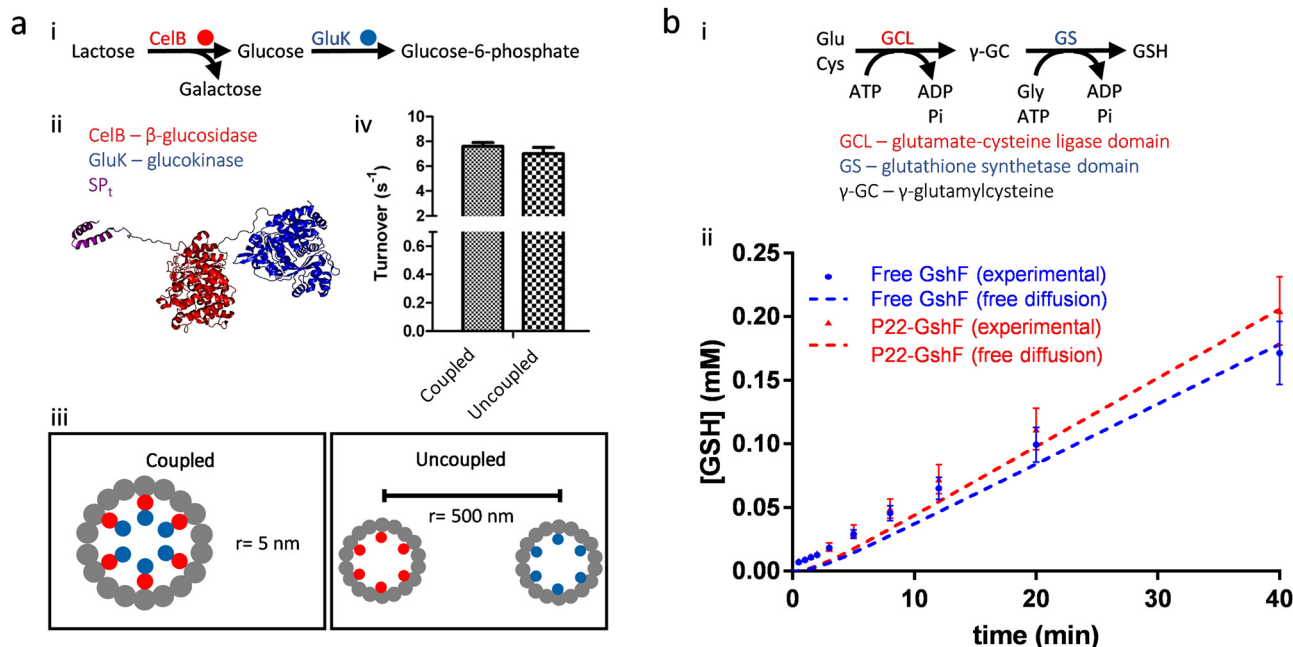 a
i
CelB
GluK
Lactose
Glucose
Glucose-6-phosphate
Galactose
ii
CelB – β-glucosidase
GluK – glucokinase
SPt
iv
Turnover (s-1)
10
8
6
4
2
0.6
0.4
0.2
0.0
Coupled
Uncoupled
iii
Coupled
r= 5 nm
Uncoupled
r= 500 nm
b
i
Glu
Cys
GCL
γ-GC
GS
GSH
ATP
ADP
Pi
Gly
ATP
ADP
Pi
GCL – glutamate-cysteine ligase domain
GS – glutathione synthetase domain
γ-GC – γ-glutamylcysteine
ii
[GSH] (mM)
0.25
0.20
0.15
0.10
0.05
0.00
Free GshF (experimental)
Free GshF (free diffusion)
P22-GshF (experimental)
P22-GshF (free diffusion)
0 10 20 30 40
time (min)